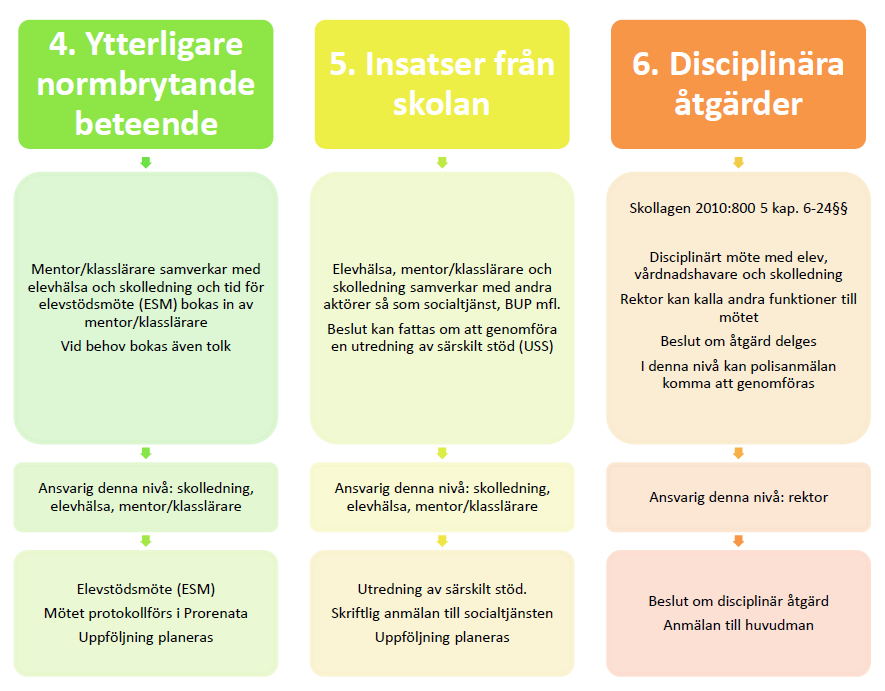 4. Ytterligare
normbrytande
beteende
Mentor/klasslärare samverkar med
elevhälsa och skolledning och tid för
elevstödsmöte (ESM) bokas in av
mentor/klasslärare
Vid behov bokas även tolk
Ansvarig denna nivå: skolledning,
elevhälsa, mentor/klasslärare
Elevstödsmöte (ESM)
Mötet protokollförs i Prorenata
Uppföljning planeras
5. Insatser från
skolan
Elevhälsa, mentor/klasslärare och
skolledning samverkar med andra
aktörer så som socialtjänst, BUP mfl.
Beslut kan fattas om att genomföra
en utredning av särskilt stöd (USS)
Ansvarig denna nivå: skolledning,
elevhälsa, mentor/klasslärare
Utredning av särskilt stöd.
Skriftlig anmälan till socialtjänsten
Uppföljning planeras
6. Disciplinära
åtgärder
Skollagen 2010:800 5 kap. 6-24§§
Disciplinärt möte med elev,
vårdnadshavare och skolledning
Rektor kan kalla andra funktioner till
mötet
Beslut om åtgärd delges
I denna nivå kan polisanmälan
komma att genomföras
Ansvarig denna nivå: rektor
Beslut om disciplinär åtgärd
Anmälan till huvudman